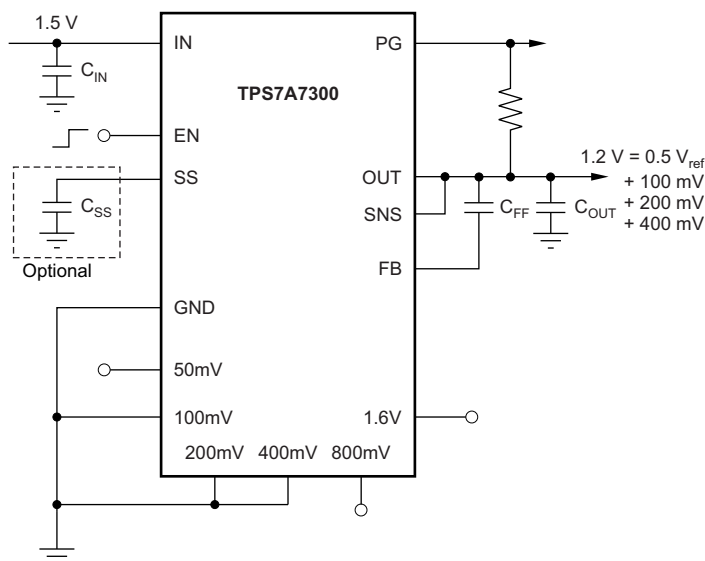 1.5 V
IN
PG
C_IN
TPS7A7300
EN
SS
OUT
1.2 V = 0.5 V_ref
+ 100 mV
+ 200 mV
+ 400 mV
C_SS
SNS
C_FF
C_OUT
Optional
FB
GND
50mV
100mV
1.6V
200mV 400mV 800mV